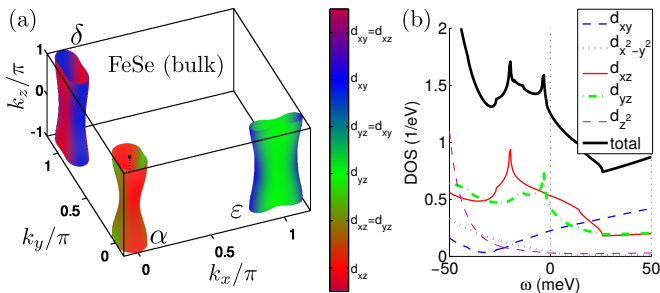 (a)
δ
FeSe (bulk)
1
0
-1
k_z/π
1
0.5
0
k_y/π
α
ε
0
0.5
1
k_x/π
d_xy=d_xz
d_xy
d_yz=d_xy
d_yz
d_xz=d_yz
d_xz
(b)
2
1.5
1
0.5
0
DOS (1/eV)
−50
0
50
ω (meV)
d_xy
d_x²−y²
d_xz
d_yz
d_z²
total